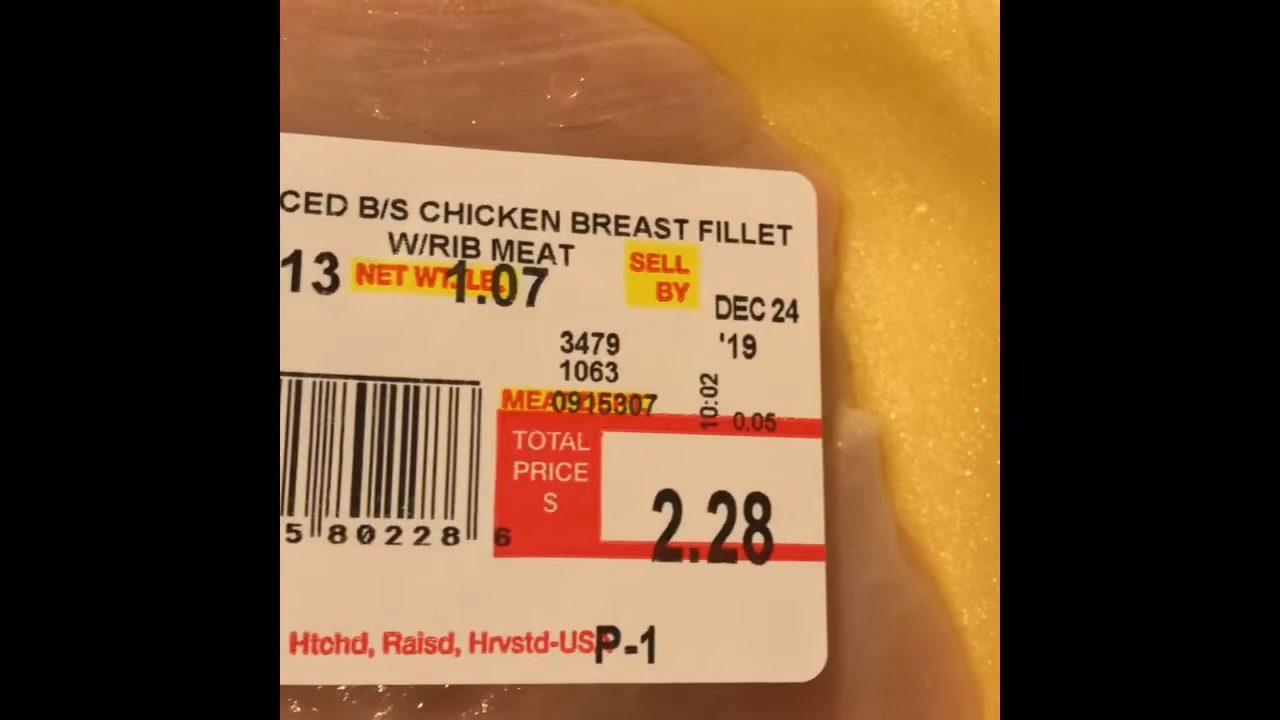 CED B/S CHICKEN BREAST FILLET
W/RIB MEAT
13 NET WT. LB. 1.07
SELL
BY
DEC 24
'19
3479
1063
0915307
10:02
0.05
TOTAL
PRICE
S
2.28
5 80228 6
Htchd, Raisd, Hrvstd-USA P-1